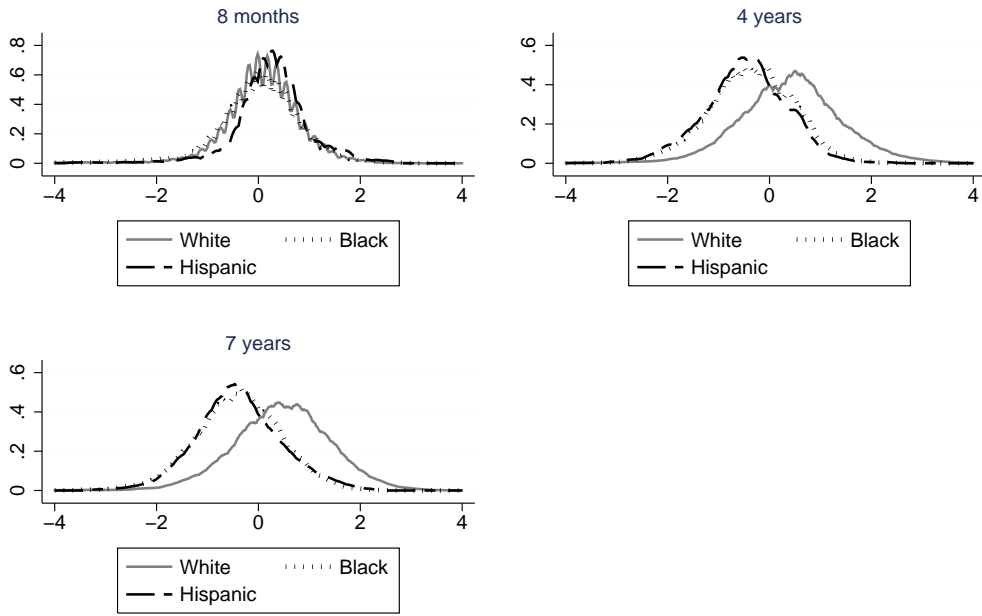 8 months
.8
.6
.4
.2
0
−4 −2 0 2 4
White Black
Hispanic
4 years
.6
.4
.2
0
−4 −2 0 2 4
White Black
Hispanic
7 years
.6
.4
.2
0
−4 −2 0 2 4
White Black
Hispanic